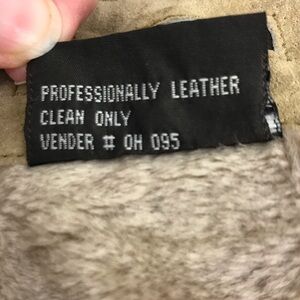 PROFESSIONALLY LEATHER
CLEAN ONLY
VENDER # OH 095